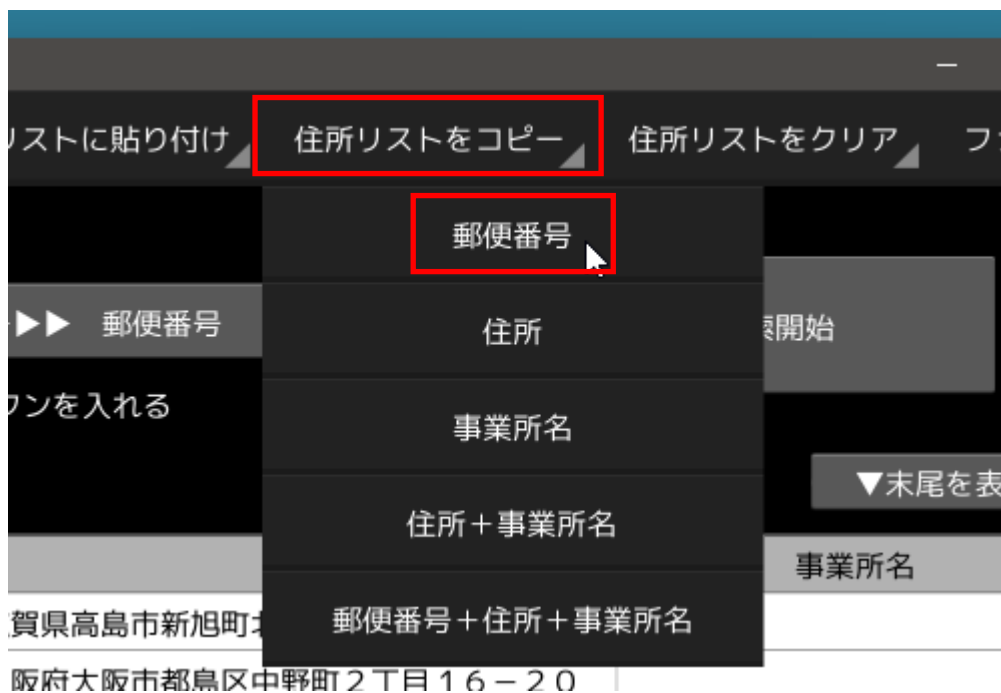 リストに貼り付け
住所リストをコピー
住所リストをクリア
フ
郵便番号
▶▶ 郵便番号
住所
索開始
ワンを入れる
事業所名
▼末尾を表
住所＋事業所名
事業所名
賀県高島市新旭町
郵便番号＋住所＋事業所名
阪府大阪市都島区中野町２丁目１６－２０